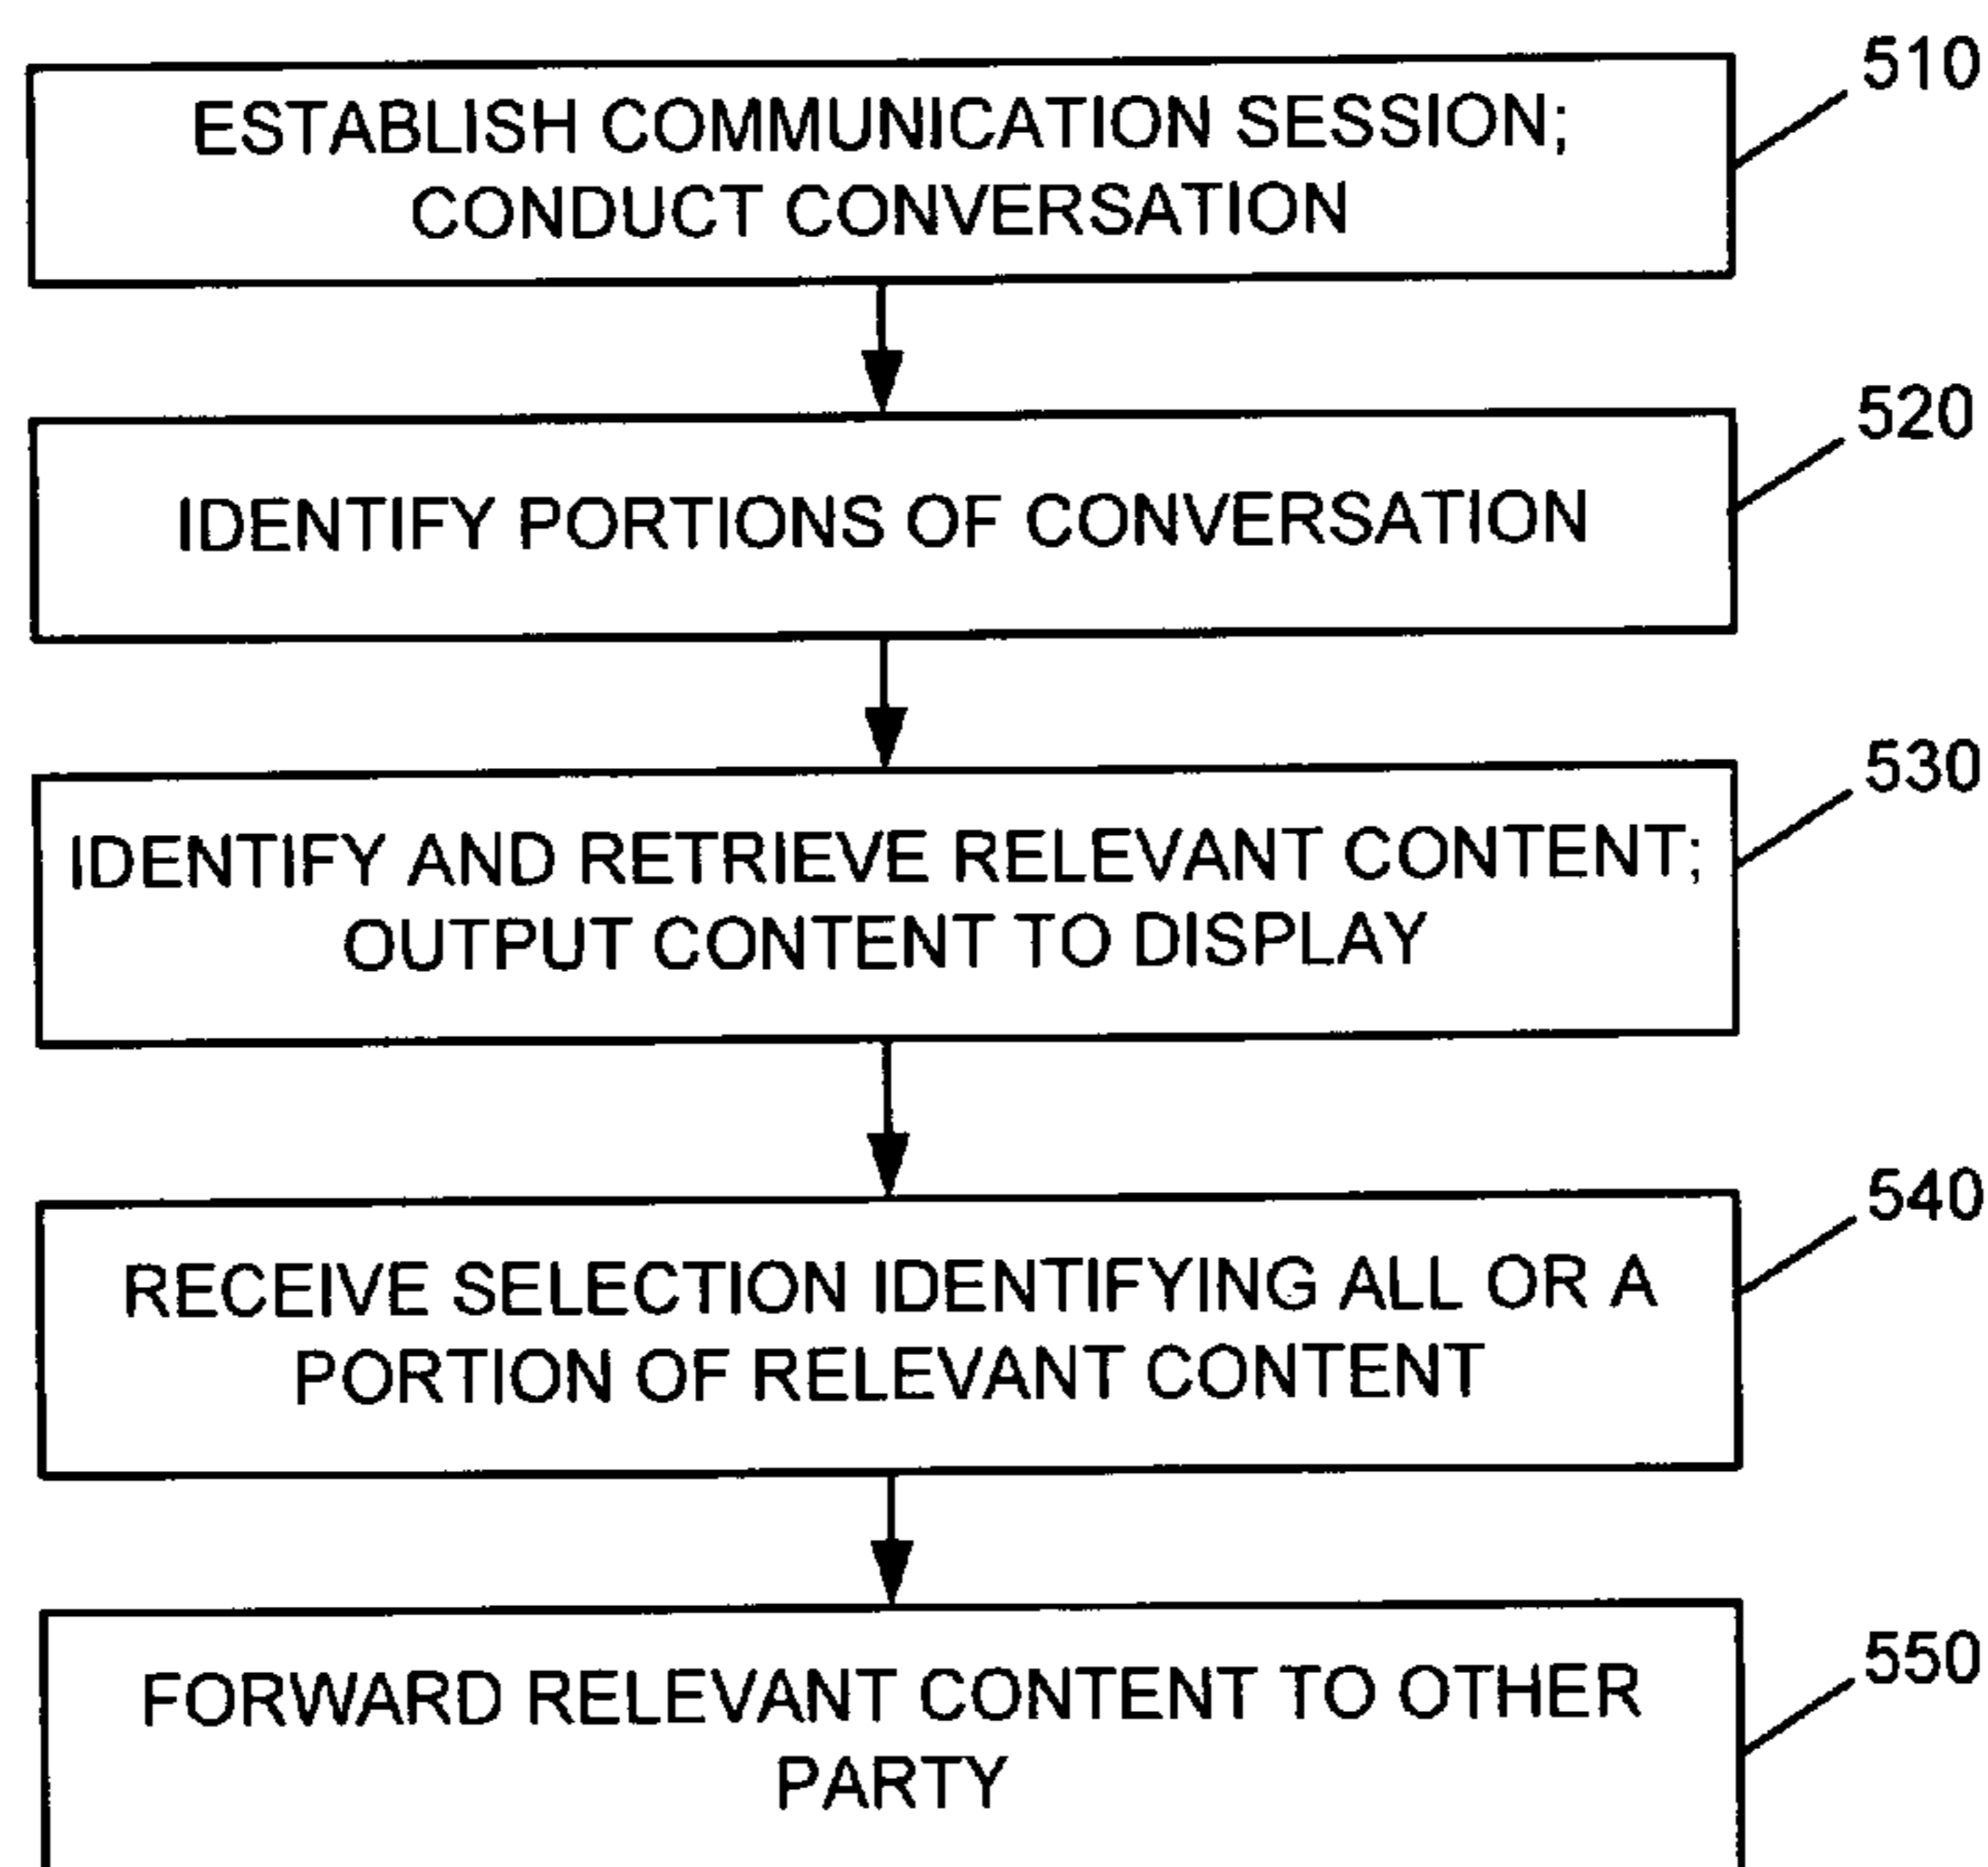 510
ESTABLISH COMMUNICATION SESSION;
CONDUCT CONVERSATION
520
IDENTIFY PORTIONS OF CONVERSATION
530
IDENTIFY AND RETRIEVE RELEVANT CONTENT;
OUTPUT CONTENT TO DISPLAY
540
RECEIVE SELECTION IDENTIFYING ALL OR A
PORTION OF RELEVANT CONTENT
550
FORWARD RELEVANT CONTENT TO OTHER
PARTY